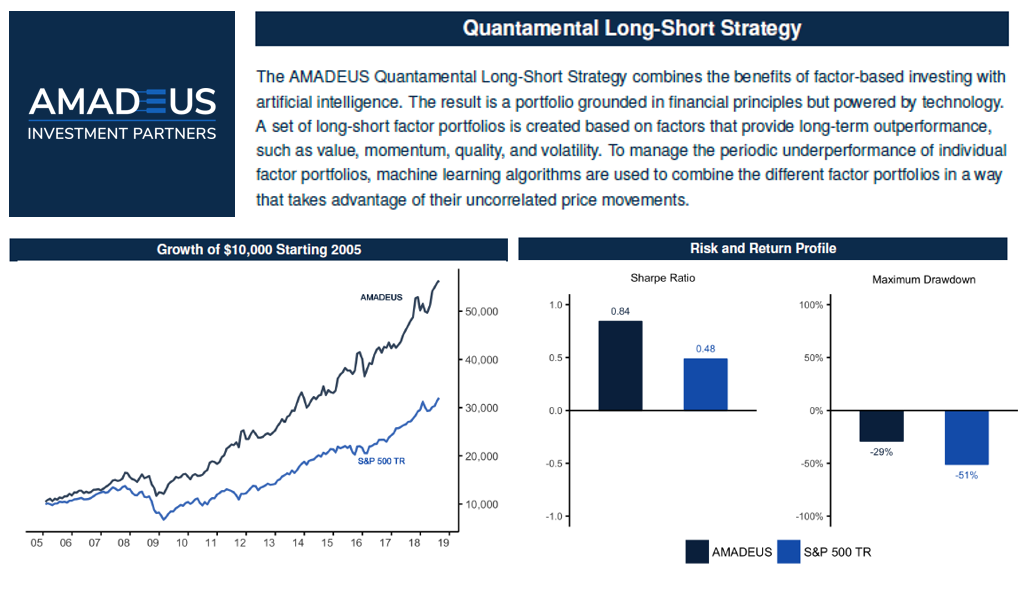 AMADEUS
INVESTMENT PARTNERS
Quantamental Long-Short Strategy
The AMADEUS Quantamental Long-Short Strategy combines the benefits of factor-based investing with
artificial intelligence. The result is a portfolio grounded in financial principles but powered by technology.
A set of long-short factor portfolios is created based on factors that provide long-term outperformance,
such as value, momentum, quality, and volatility. To manage the periodic underperformance of individual
factor portfolios, machine learning algorithms are used to combine the different factor portfolios in a way
that takes advantage of their uncorrelated price movements.
Growth of $10,000 Starting 2005
AMADEUS
S&P 500 TR
50,000
40,000
30,000
20,000
10,000
05 06 07 08 09 10 11 12 13 14 15 16 17 18 19
Risk and Return Profile
Sharpe Ratio
1.0
0.5
0.0
-0.5
-1.0
0.84
0.48
Maximum Drawdown
100%
50%
0%
-50%
-100%
-29%
-51%
AMADEUS S&P 500 TR